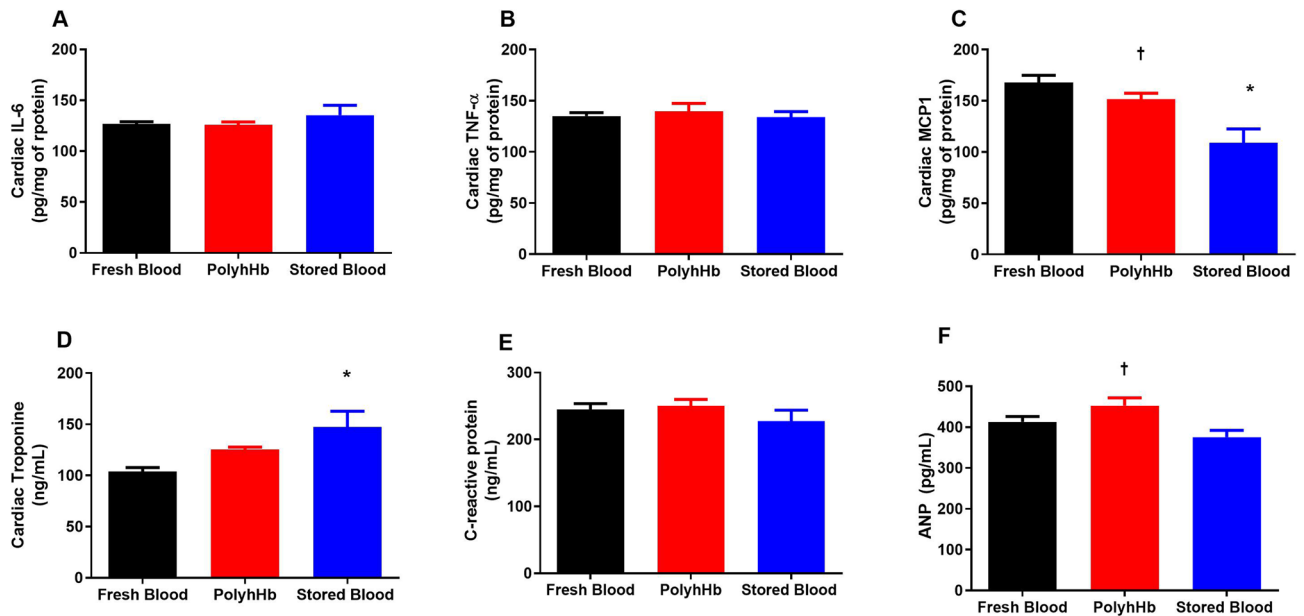 A
Cardiac IL-6
(pg/mg of rpotein)
200
150
100
50
0
Fresh Blood PolyhHb Stored Blood
B
Cardiac TNF-α
(pg/mg of protein)
200
150
100
50
0
Fresh Blood PolyhHb Stored Blood
C
Cardiac MCP1
(pg/mg of protein)
200
150
100
50
0
†
*
Fresh Blood PolyhHb Stored Blood
D
Cardiac Troponine
(ng/mL)
200
150
100
50
0
*
Fresh Blood PolyhHb Stored Blood
E
C-reactive protein
(ng/mL)
300
200
100
0
Fresh Blood PolyhHb Stored Blood
F
ANP (pg/mL)
500
400
300
200
100
0
†
Fresh Blood PolyhHb Stored Blood